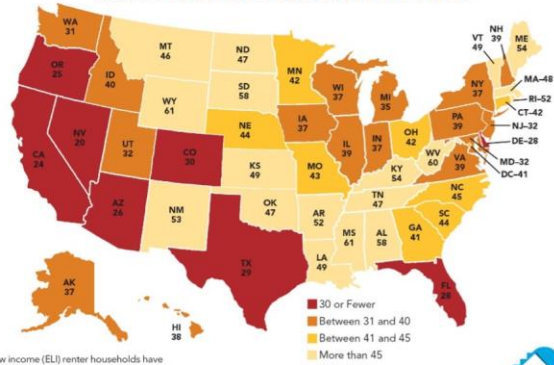 WA
31
OR
25
CA
24
NV
20
ID
40
MT
46
WY
61
UT
32
AZ
26
CO
30
NM
53
ND
47
SD
58
NE
44
KS
49
OK
47
TX
29
MN
42
IA
37
MO
43
AR
52
LA
49
WI
37
IL
39
MI
35
IN
37
OH
42
KY
54
TN
47
MS
61
AL
58
GA
41
FL
28
SC
44
NC
45
VA
39
WV
60
PA
39
NY
37
VT
49
NH
39
ME
54
MA-48
RI-52
CT-42
NJ-32
DE-28
MD-32
DC-41
AK
37
HI
38
30 or Fewer
Between 31 and 40
Between 41 and 45
More than 45
w income (ELI) renter households have